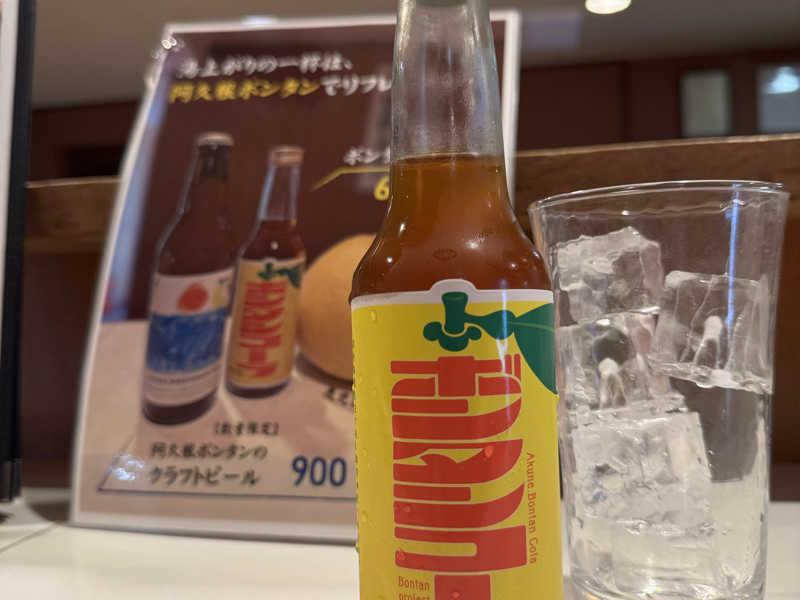 湯上がりの一杯は、
阿久根ボンタンでリフレ
ボン
6
【数量限定】
阿久根ボンタンの
クラフトビール
900
ボンタンコーラ
Akune Bontan Cola
Bontan
project